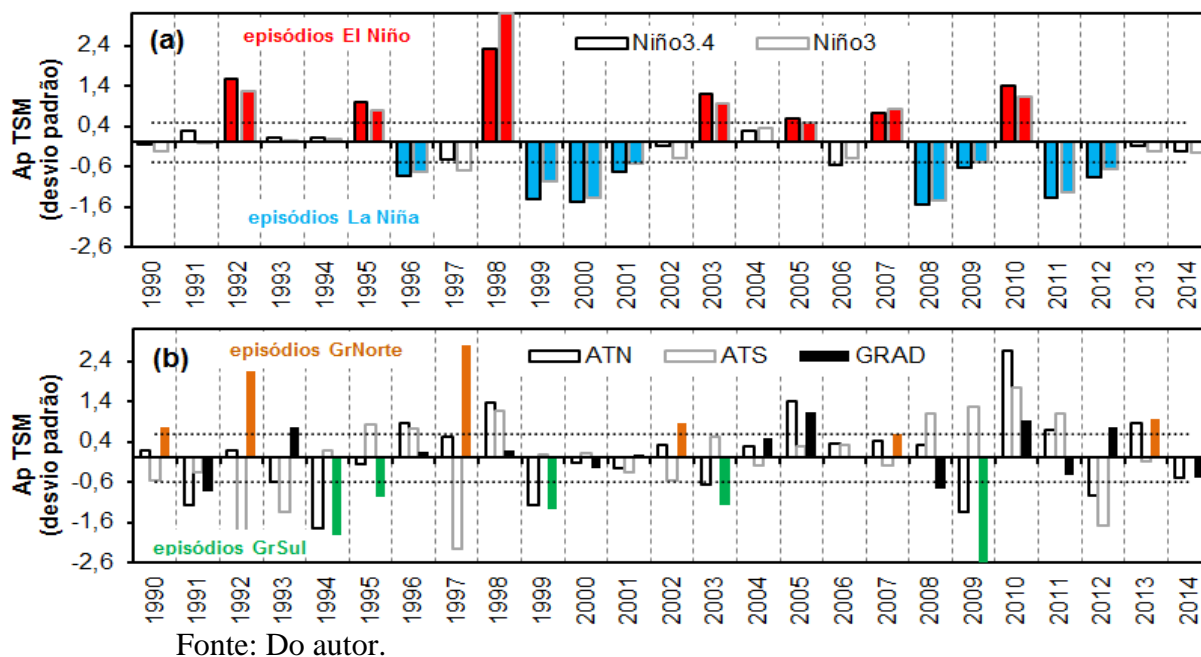 (a)
episódios El Niño
Niño3.4
Niño3
Ap TSM
(desvio padrão)
2,4
1,4
0,4
-0,6
-1,6
-2,6
episódios La Niña
1990 1991 1992 1993 1994 1995 1996 1997 1998 1999 2000 2001 2002 2003 2004 2005 2006 2007 2008 2009 2010 2011 2012 2013 2014
(b)
episódios GrNorte
ATN
ATS
GRAD
Ap TSM
(desvio padrão)
2,4
1,4
0,4
-0,6
-1,6
-2,6
episódios GrSul
1990 1991 1992 1993 1994 1995 1996 1997 1998 1999 2000 2001 2002 2003 2004 2005 2006 2007 2008 2009 2010 2011 2012 2013 2014
Fonte: Do autor.